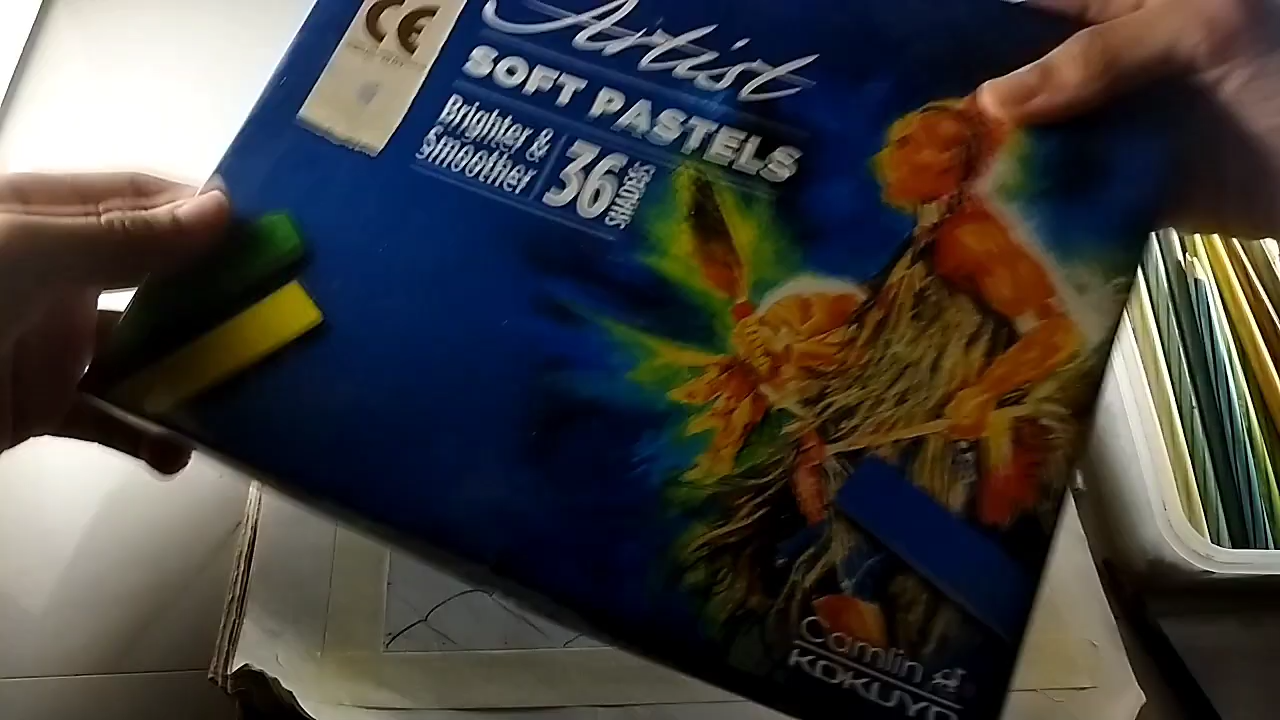 CE
Artist
SOFT PASTELS
Brighter &
Smoother
36
SHADES
Camlin
KOKUYO